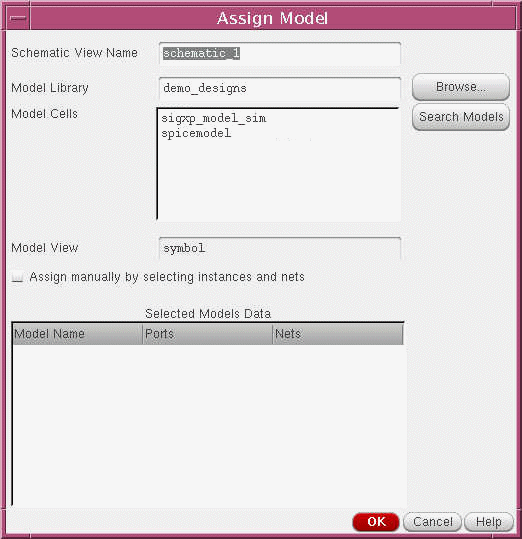 Assign Model
Schematic View Name schematic_1
Model Library demo_designs Browse...
Model Cells sigxp_model_sim Search Models
spicemodel
Model View symbol
Assign manually by selecting instances and nets
Selected Models Data
Model Name Ports Nets
OK Cancel Help